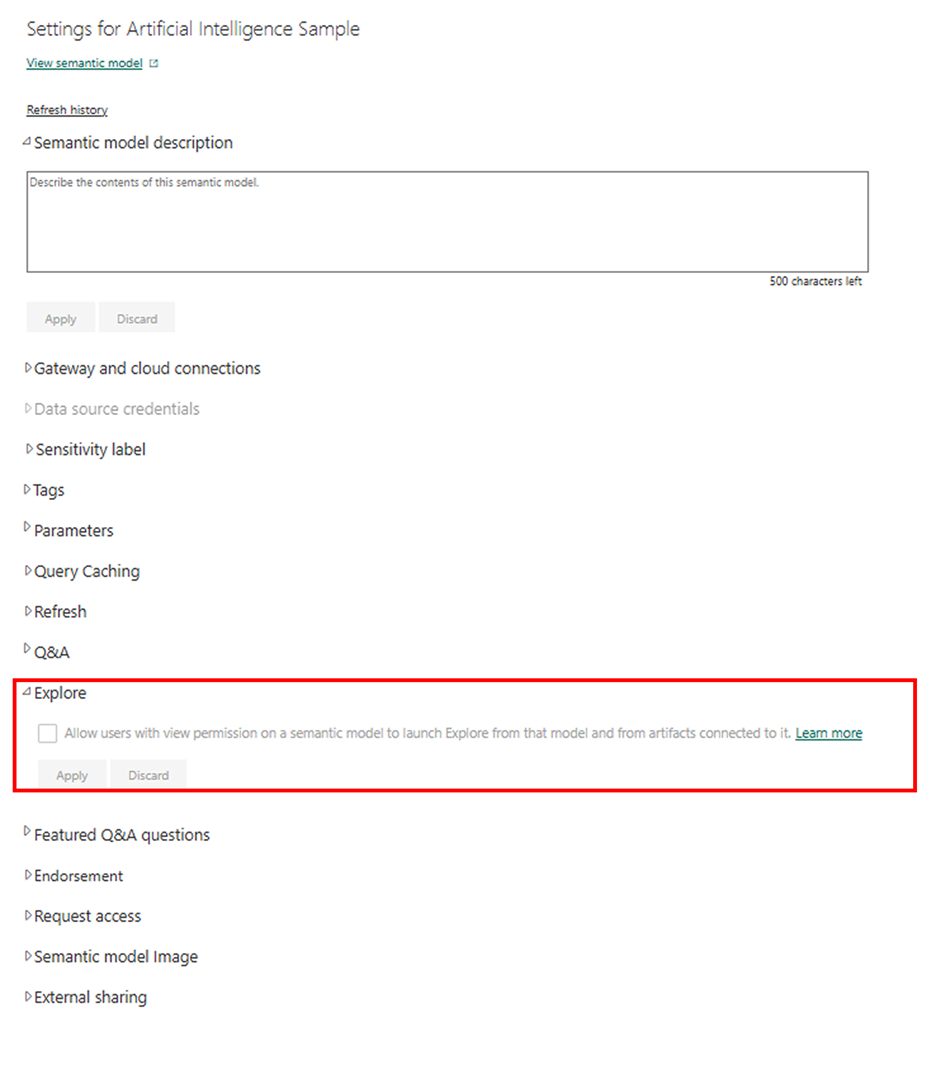 Settings for Artificial Intelligence Sample
View semantic model
Refresh history
Semantic model description
Describe the contents of this semantic model.
500 characters left
Apply Discard
Gateway and cloud connections
Data source credentials
Sensitivity label
Tags
Parameters
Query Caching
Refresh
Q&A
Explore
Allow users with view permission on a semantic model to launch Explore from that model and from artifacts connected to it. Learn more
Apply Discard
Featured Q&A questions
Endorsement
Request access
Semantic model Image
External sharing